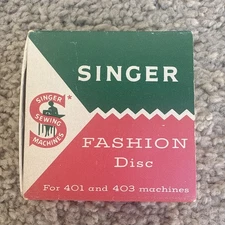 SINGER
SINGER
SEWING
MACHINES
FASHION
Disc
For 401 and 403 machines